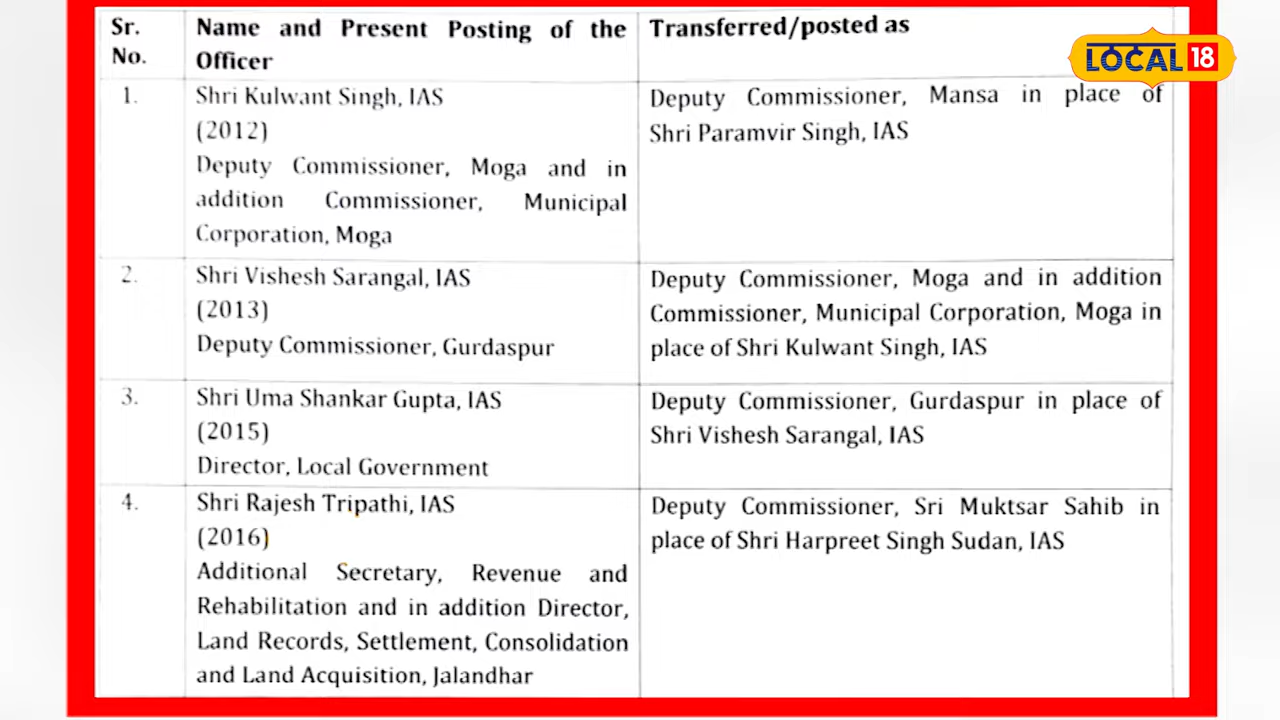 Sr. No.
Name and Present Posting of the Officer
Transferred/posted as
LOCAL 18
1.
Shri Kulwant Singh, IAS
(2012)
Deputy Commissioner, Moga and in
addition Commissioner, Municipal
Corporation, Moga
Deputy Commissioner, Mansa in place of
Shri Paramvir Singh, IAS
2.
Shri Vishesh Sarangal, IAS
(2013)
Deputy Commissioner, Gurdaspur
Deputy Commissioner, Moga and in addition
Commissioner, Municipal Corporation, Moga in
place of Shri Kulwant Singh, IAS
3.
Shri Uma Shankar Gupta, IAS
(2015)
Director, Local Government
Deputy Commissioner, Gurdaspur in place of
Shri Vishesh Sarangal, IAS
4.
Shri Rajesh Tripathi, IAS
(2016)
Additional Secretary, Revenue and
Rehabilitation and in addition Director,
Land Records, Settlement, Consolidation
and Land Acquisition, Jalandhar
Deputy Commissioner, Sri Muktsar Sahib in
place of Shri Harpreet Singh Sudan, IAS